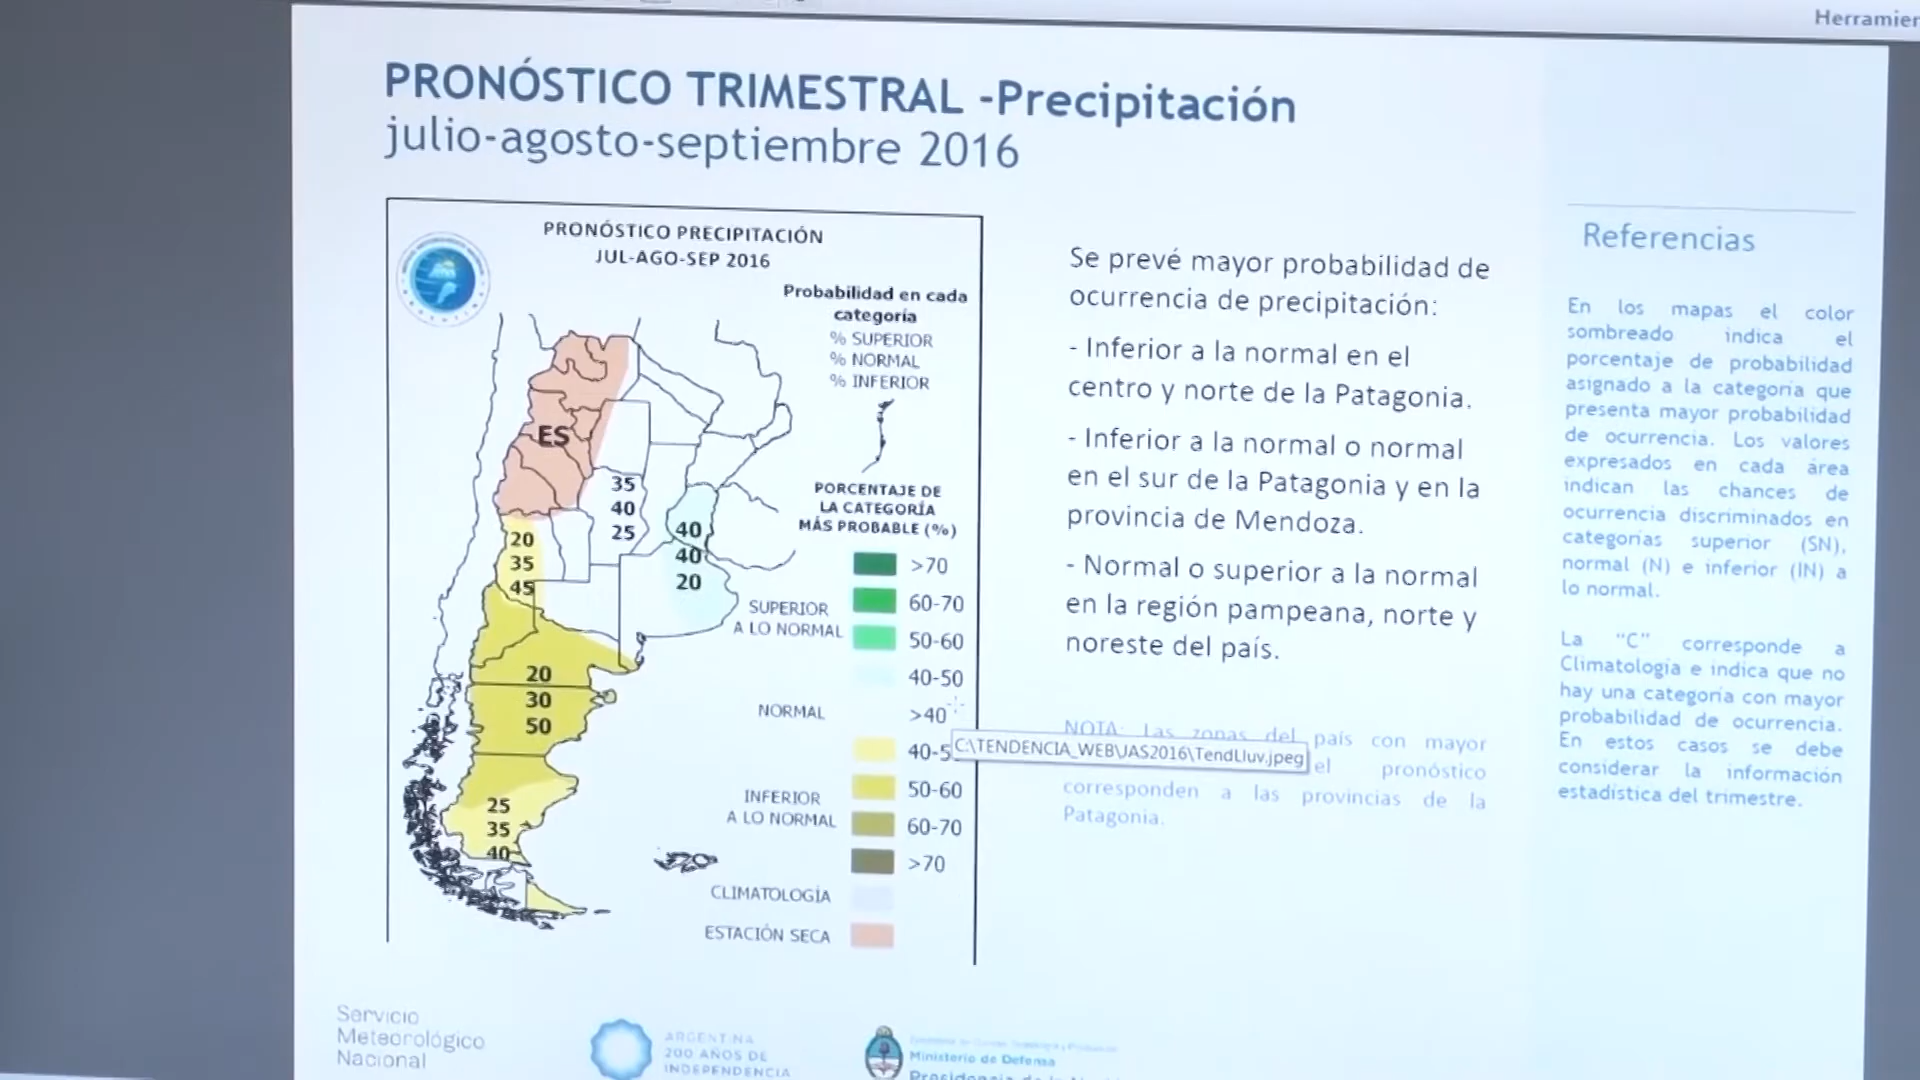 Herramien
PRONÓSTICO TRIMESTRAL -Precipitación
julio-agosto-septiembre 2016
PRONÓSTICO PRECIPITACIÓN
JUL-AGO-SEP 2016
Probabilidad en cada
categoría
% SUPERIOR
% NORMAL
% INFERIOR
ES
35
40
25
20
35
45
40
40
20
20
30
50
25
35
40
PORCENTAJE DE
LA CATEGORÍA
MÁS PROBABLE (%)
SUPERIOR
A LO NORMAL
>70
60-70
50-60
40-50
NORMAL
>40
INFERIOR
A LO NORMAL
40-5
50-60
60-70
>70
CLIMATOLOGÍA
ESTACIÓN SECA
Se prevé mayor probabilidad de
ocurrencia de precipitación:
- Inferior a la normal en el
centro y norte de la Patagonia.
- Inferior a la normal o normal
en el sur de la Patagonia y en la
provincia de Mendoza.
- Normal o superior a la normal
en la región pampeana, norte y
noreste del país.
NOTA: Las zonas del país con mayor
C:\TENDENCIA_WEB\JAS2016\TendLluv.jpeg
el pronóstico
corresponden a las provincias de la
Patagonia.
Referencias
En los mapas el color
sombreado indica el
porcentaje de probabilidad
asignado a la categoría que
presenta mayor probabilidad
de ocurrencia. Los valores
expresados en cada área
indican las chances de
ocurrencia discriminados en
categorías superior (SN),
normal (N) e inferior (IN) a
lo normal.
La "C" corresponde a
Climatología e indica que no
hay una categoría con mayor
probabilidad de ocurrencia.
En estos casos se debe
considerar la información
estadística del trimestre.
Servicio
Meteorológico
Nacional
ARGENTINA
200 AÑOS DE
INDEPENDENCIA
Ministerio de Defensa